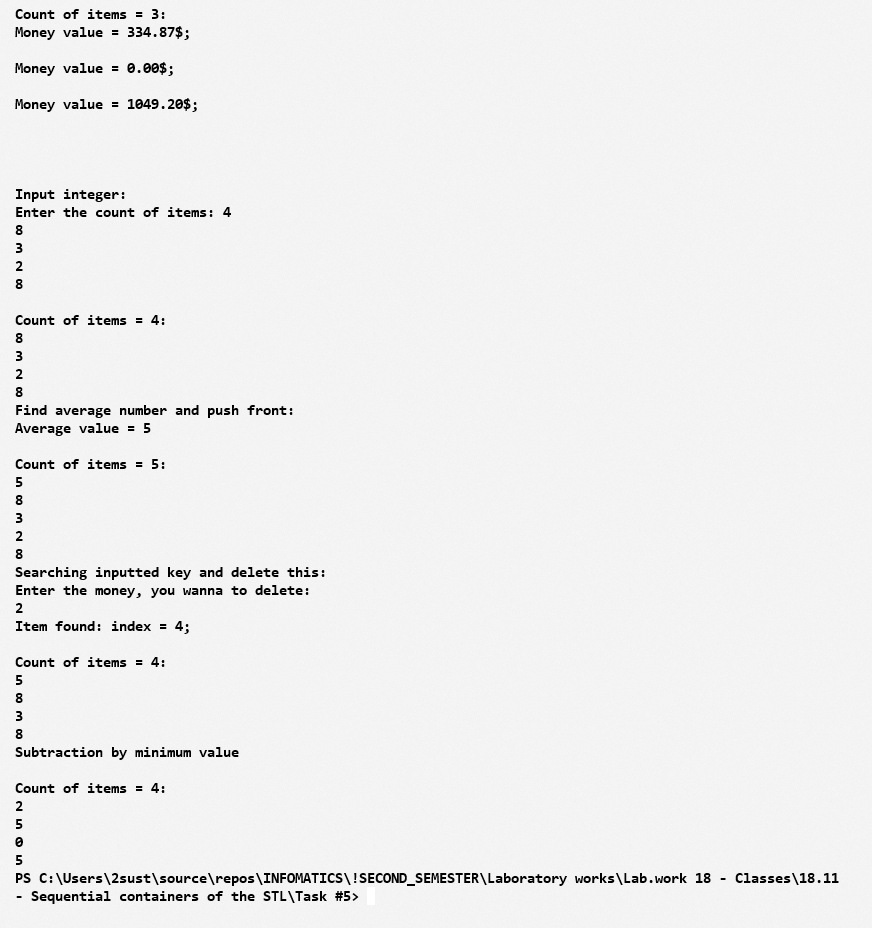 Count of items = 3:
Money value = 334.87$;
Money value = 0.00$;
Money value = 1049.20$;
Input integer:
Enter the count of items: 4
8
3
2
8
Count of items = 4:
8
3
2
8
Find average number and push front:
Average value = 5
Count of items = 5:
5
8
3
2
8
Searching inputted key and delete this:
Enter the money, you wanna to delete:
2
Item found: index = 4;
Count of items = 4:
5
8
3
8
Subtraction by minimum value
Count of items = 4:
2
5
0
5
PS C:\Users\2sust\source\repos\INFOMATICS\!SECOND_SEMESTER\Laboratory works\Lab.work 18 - Classes\18.11
- Sequential containers of the STL\Task #5>